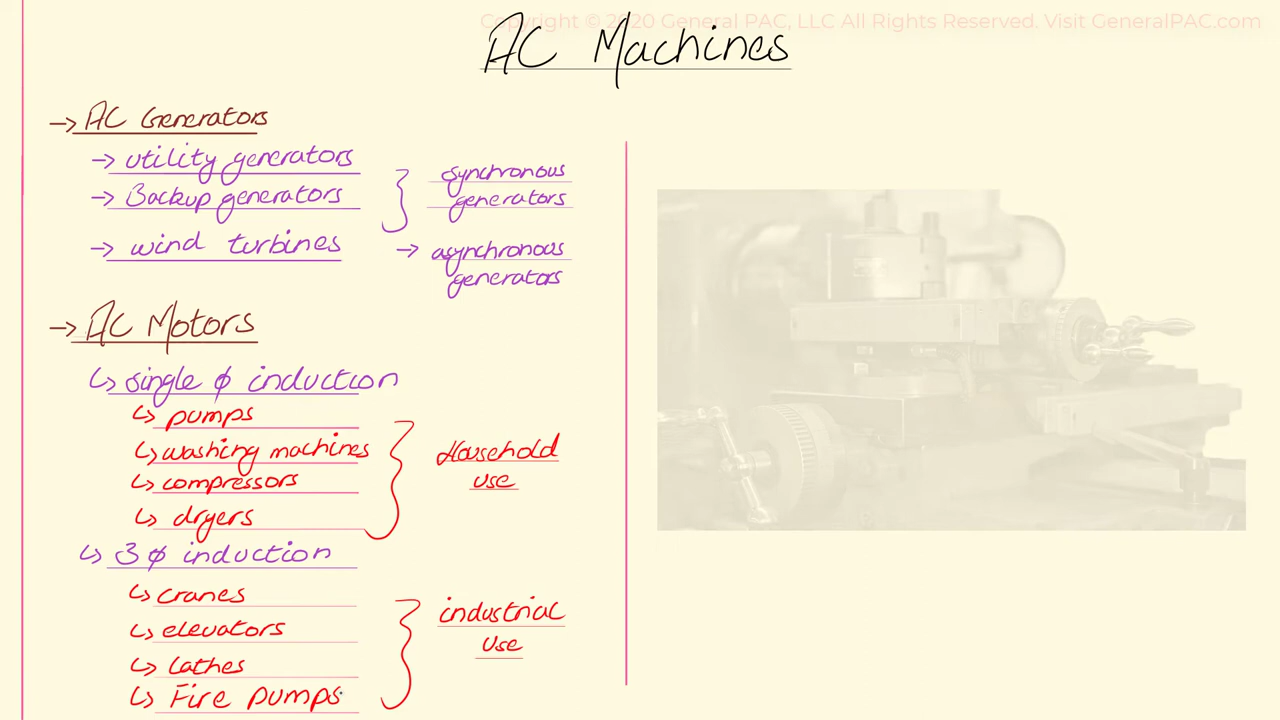 Copyright © 2020 General PAC, LLC All Rights Reserved. Visit GeneralPAC.com
AC Machines
→ AC Generators
→ utility generators
→ Backup generators
synchronous
generators
→ wind turbines
→ asynchronous
generators
→ AC Motors
↳ single ϕ induction
↳ pumps
↳ washing machines
↳ compressors
↳ dryers
Household
use
↳ 3 ϕ induction
↳ cranes
↳ elevators
↳ lathes
↳ Fire pumps
industrial
use